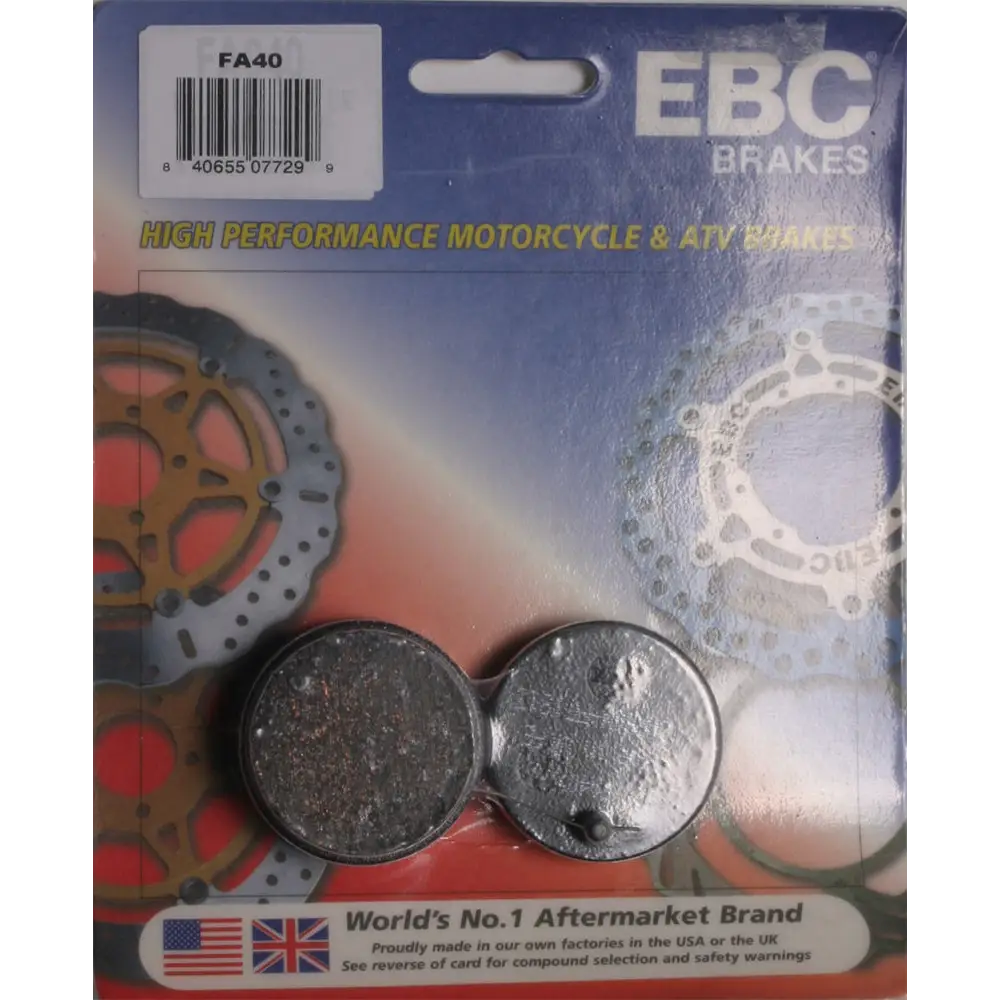 FA40
8 40655 07729 9
EBC
BRAKES
HIGH PERFORMANCE MOTORCYCLE & ATV BRAKES
EBC
EBC
World's No.1 Aftermarket Brand
Proudly made in our own factories in the USA or the UK
See reverse of card for compound selection and safety warnings